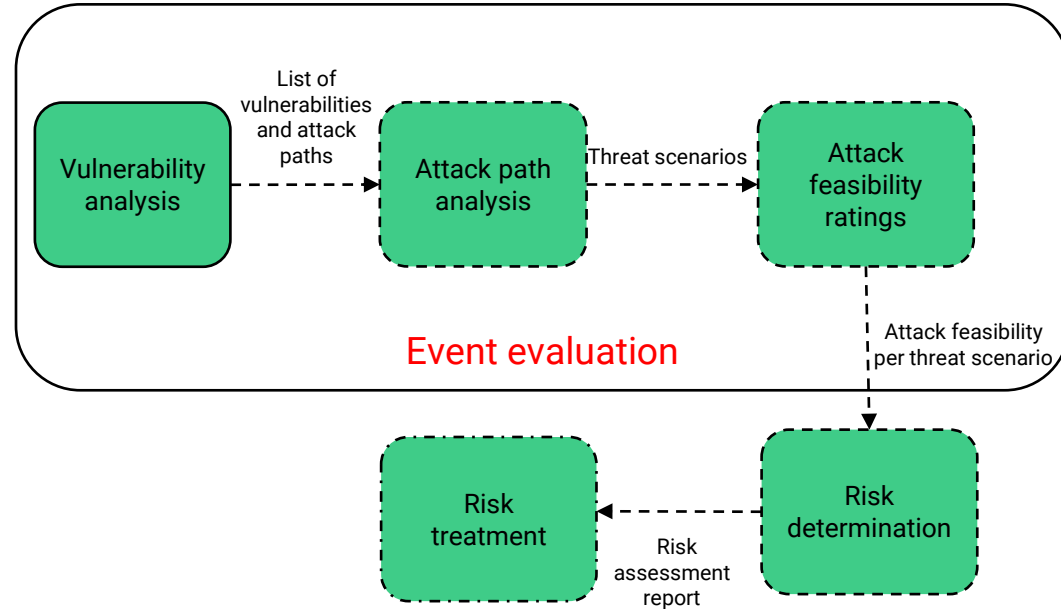 List of
vulnerabilities
and attack
paths
Vulnerability
analysis
Attack path
analysis
Threat scenarios
Attack
feasibility
ratings
Event evaluation
Attack feasibility
per threat scenario
Risk
treatment
Risk
assessment
report
Risk
determination